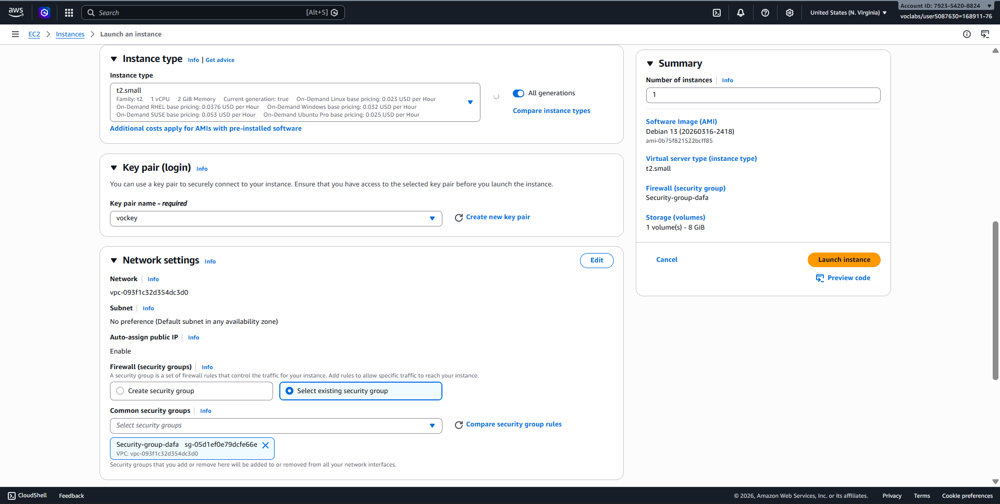 aws
Search [Alt+S]
United States (N. Virginia)
Account ID: 7923-5420-8824
voclabs/user5087630=168911-76
EC2 Instances Launch an instance
Instance type Info | Get advice
Instance type
t2.small
Family: t2 1 vCPU 2 GiB Memory Current generation: true On-Demand Linux base pricing: 0.023 USD per Hour
On-Demand RHEL base pricing: 0.0376 USD per Hour On-Demand Windows base pricing: 0.032 USD per Hour
On-Demand SUSE base pricing: 0.053 USD per Hour On-Demand Ubuntu Pro base pricing: 0.025 USD per Hour
All generations
Compare instance types
Additional costs apply for AMIs with pre-installed software
Key pair (login) Info
You can use a key pair to securely connect to your instance. Ensure that you have access to the selected key pair before you launch the instance.
Key pair name - required
vockey
Create new key pair
Network settings Info
Edit
Network Info
vpc-093f1c32d354dc3d0
Subnet Info
No preference (Default subnet in any availability zone)
Auto-assign public IP Info
Enable
Firewall (security groups) Info
A security group is a set of firewall rules that control the traffic for your instance. Add rules to allow specific traffic to reach your instance.
Create security group
Select existing security group
Common security groups Info
Select security groups
Compare security group rules
Security-group-dafa sg-05d1ef0e79dcfe66e
VPC: vpc-093f1c32d354dc3d0
Security groups that you add or remove here will be added to or removed from all your network interfaces.
Summary
Number of instances Info
1
Software Image (AMI)
Debian 13 (20260316-2418)
ami-0b75f821522bcff85
Virtual server type (instance type)
t2.small
Firewall (security group)
Security-group-dafa
Storage (volumes)
1 volume(s) - 8 GiB
Cancel
Launch instance
Preview code
CloudShell Feedback
© 2026, Amazon Web Services, Inc. or its affiliates. Privacy Terms Cookie preferences